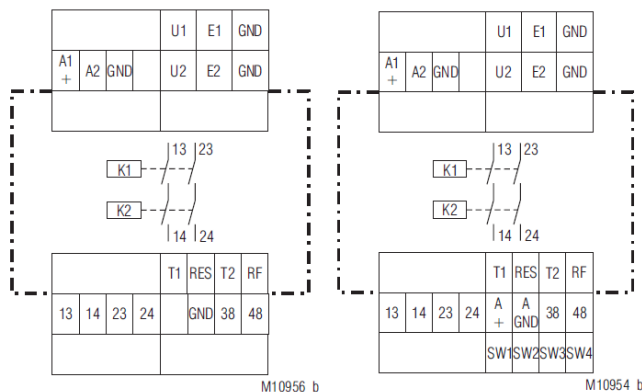 U1 E1 GND
A1 + A2 GND U2 E2 GND
13 23
K1
K2
14 24
T1 RES T2 RF
13 14 23 24 GND 38 48
M10956_b
U1 E1 GND
A1 + A2 GND U2 E2 GND
13 23
K1
K2
14 24
T1 RES T2 RF
13 14 23 24 A + A GND 38 48
SW1 SW2 SW3 SW4
M10954_b